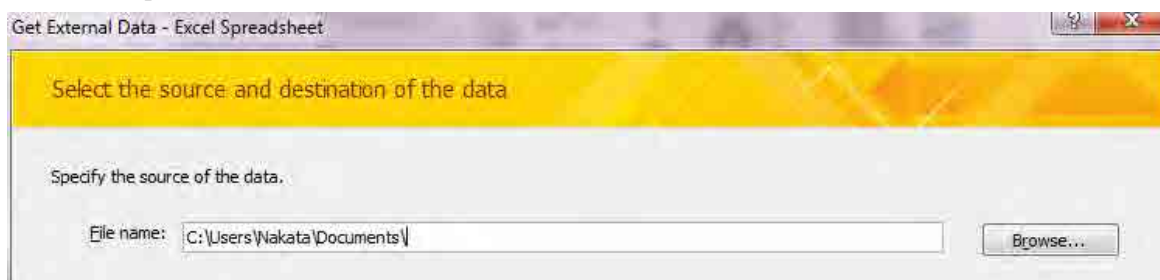 Get External Data - Excel Spreadsheet
Select the source and destination of the data
Specify the source of the data.
File name: C:\Users\Nakata\Documents\ Browse...